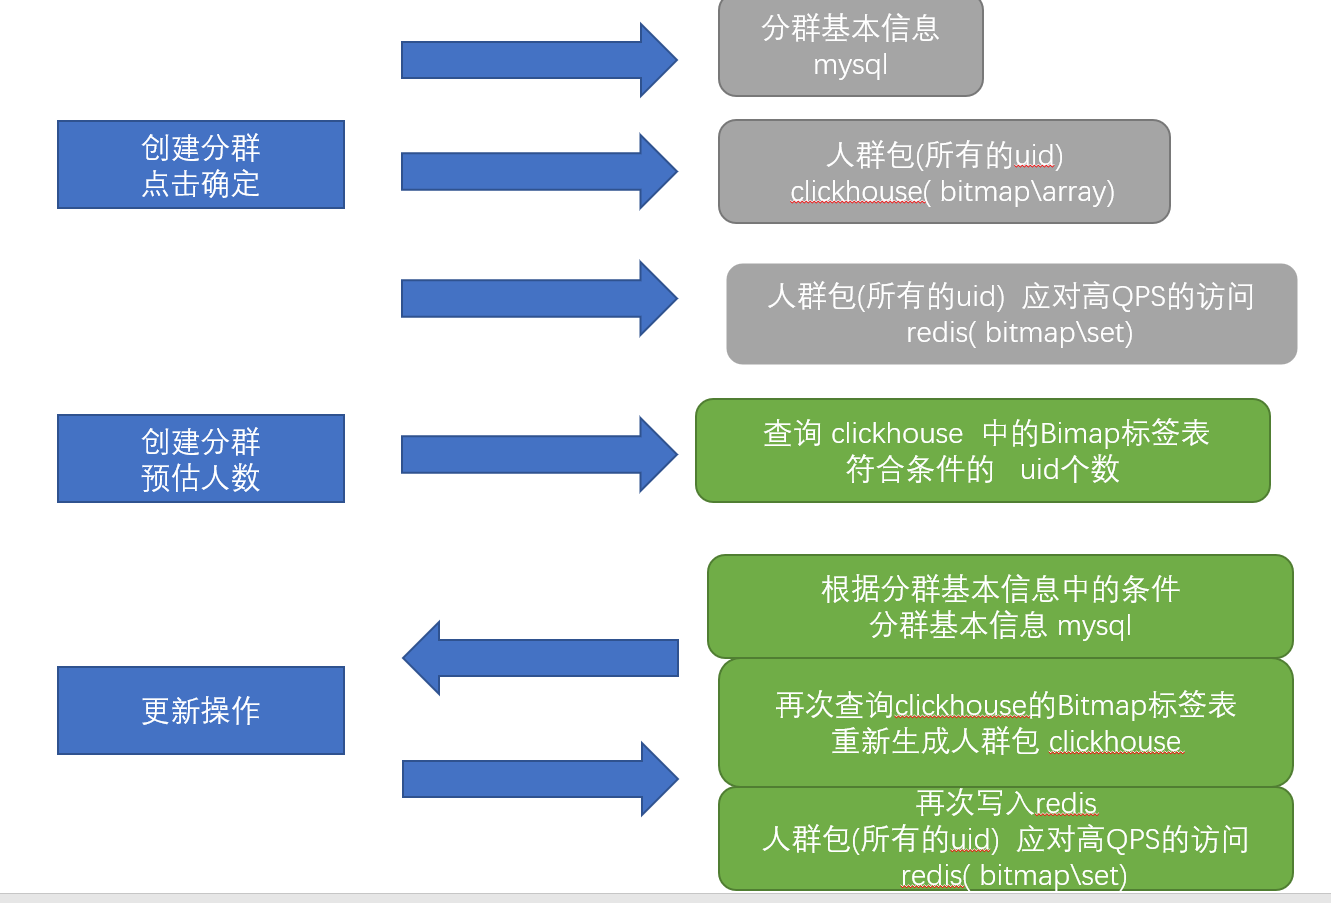 分群基本信息
mysql
创建分群
点击确定
人群包(所有的uid)
clickhouse( bitmap\array)
人群包(所有的uid)  应对高QPS的访问
redis( bitmap\set)
创建分群
预估人数
查询 clickhouse  中的Bimap标签表
符合条件的   uid个数
更新操作
根据分群基本信息中的条件
分群基本信息 mysql
再次查询clickhouse的Bitmap标签表
重新生成人群包 clickhouse
再次写入redis
人群包(所有的uid)  应对高QPS的访问
redis( bitmap\set)